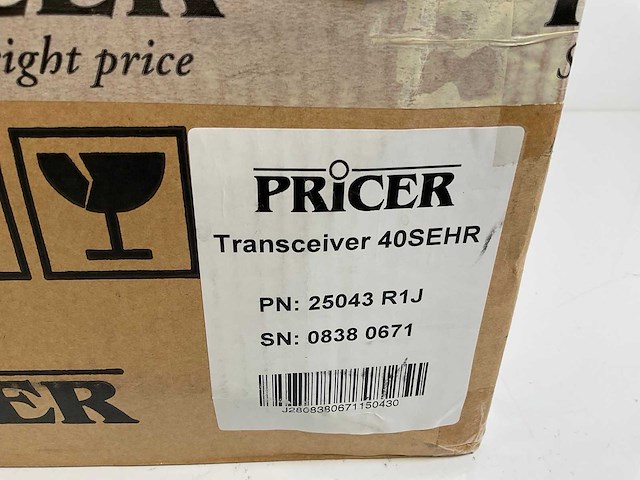 ight price
PRiCER
Transceiver 40SEHR
PN: 25043 R1J
SN: 0838 0671
J2808380671150430
ER